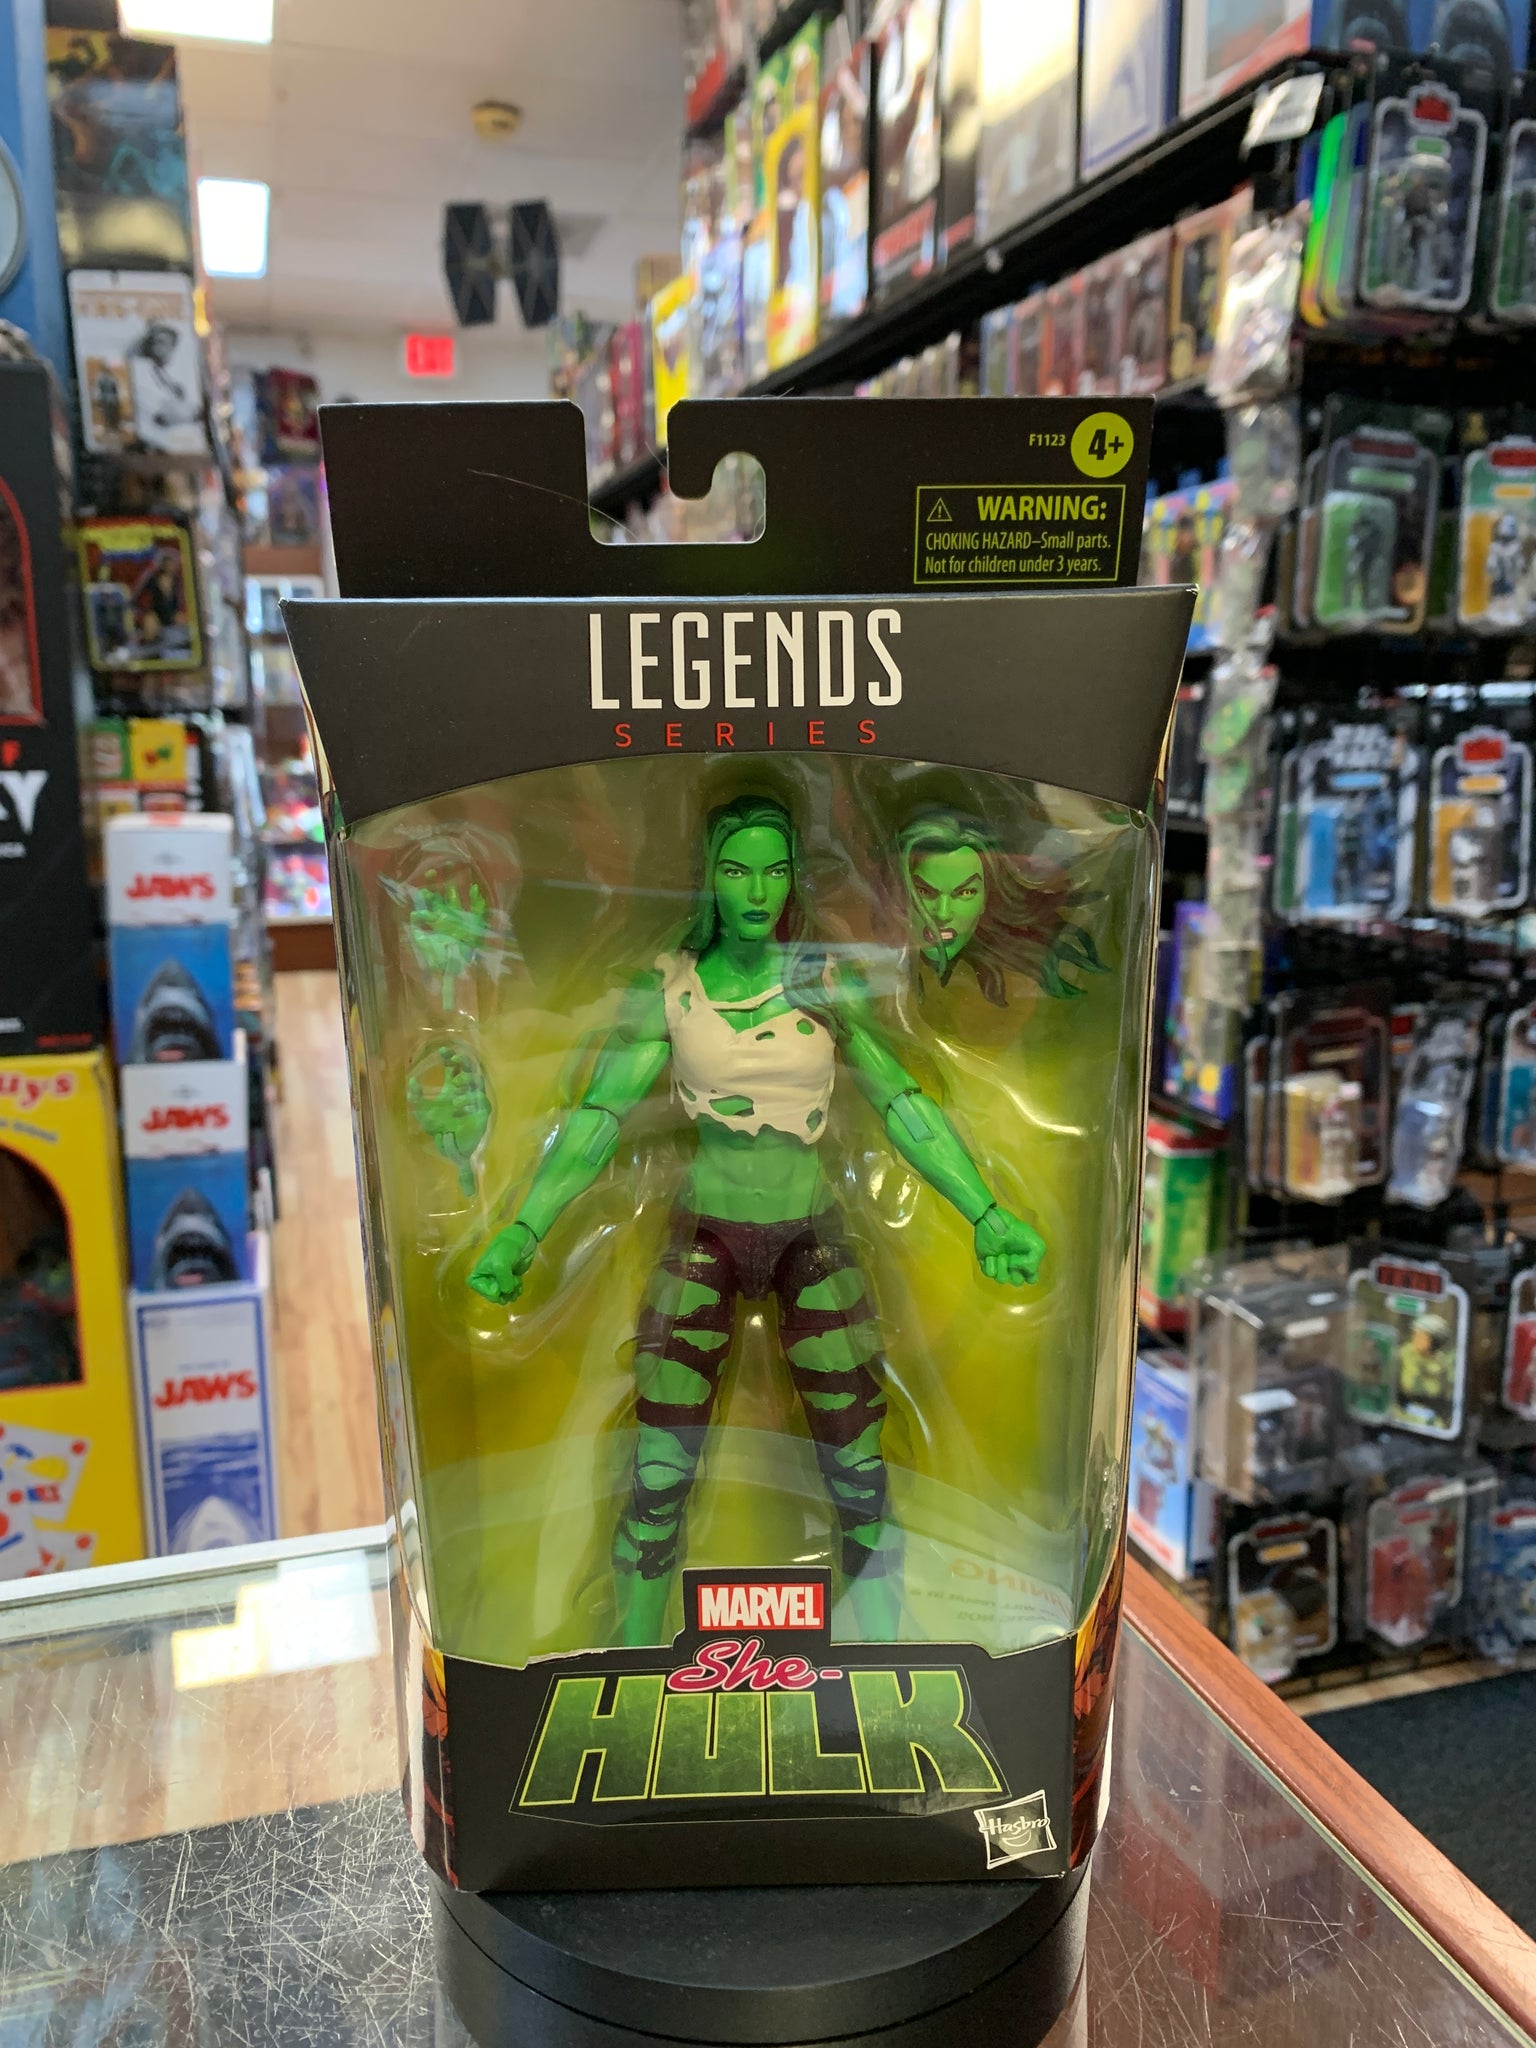 EXIT
F1123
4+
WARNING:
CHOKING HAZARD–Small parts.
Not for children under 3 years.
LEGENDS
SERIES
JAWS
JAWS
JAWS
MARVEL
She-
HULK
Hasbro